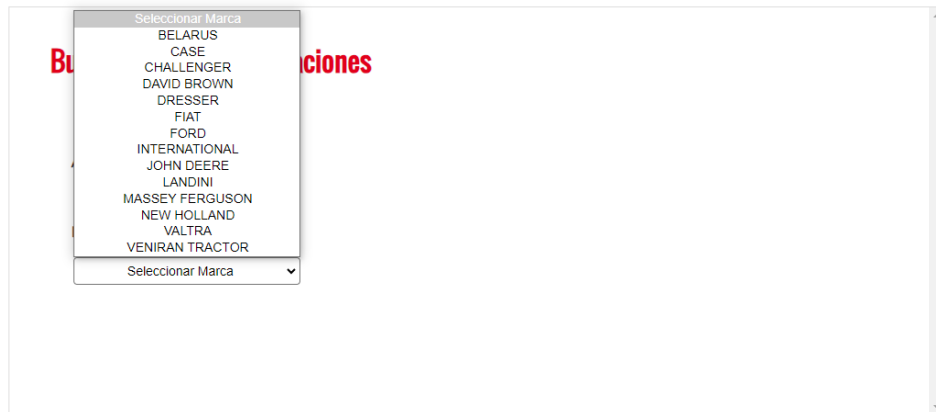 Seleccionar Marca
BELARUS
CASE
CHALLENGER
DAVID BROWN
DRESSER
FIAT
FORD
INTERNATIONAL
JOHN DEERE
LANDINI
MASSEY FERGUSON
NEW HOLLAND
VALTRA
VENIRAN TRACTOR
Seleccionar Marca